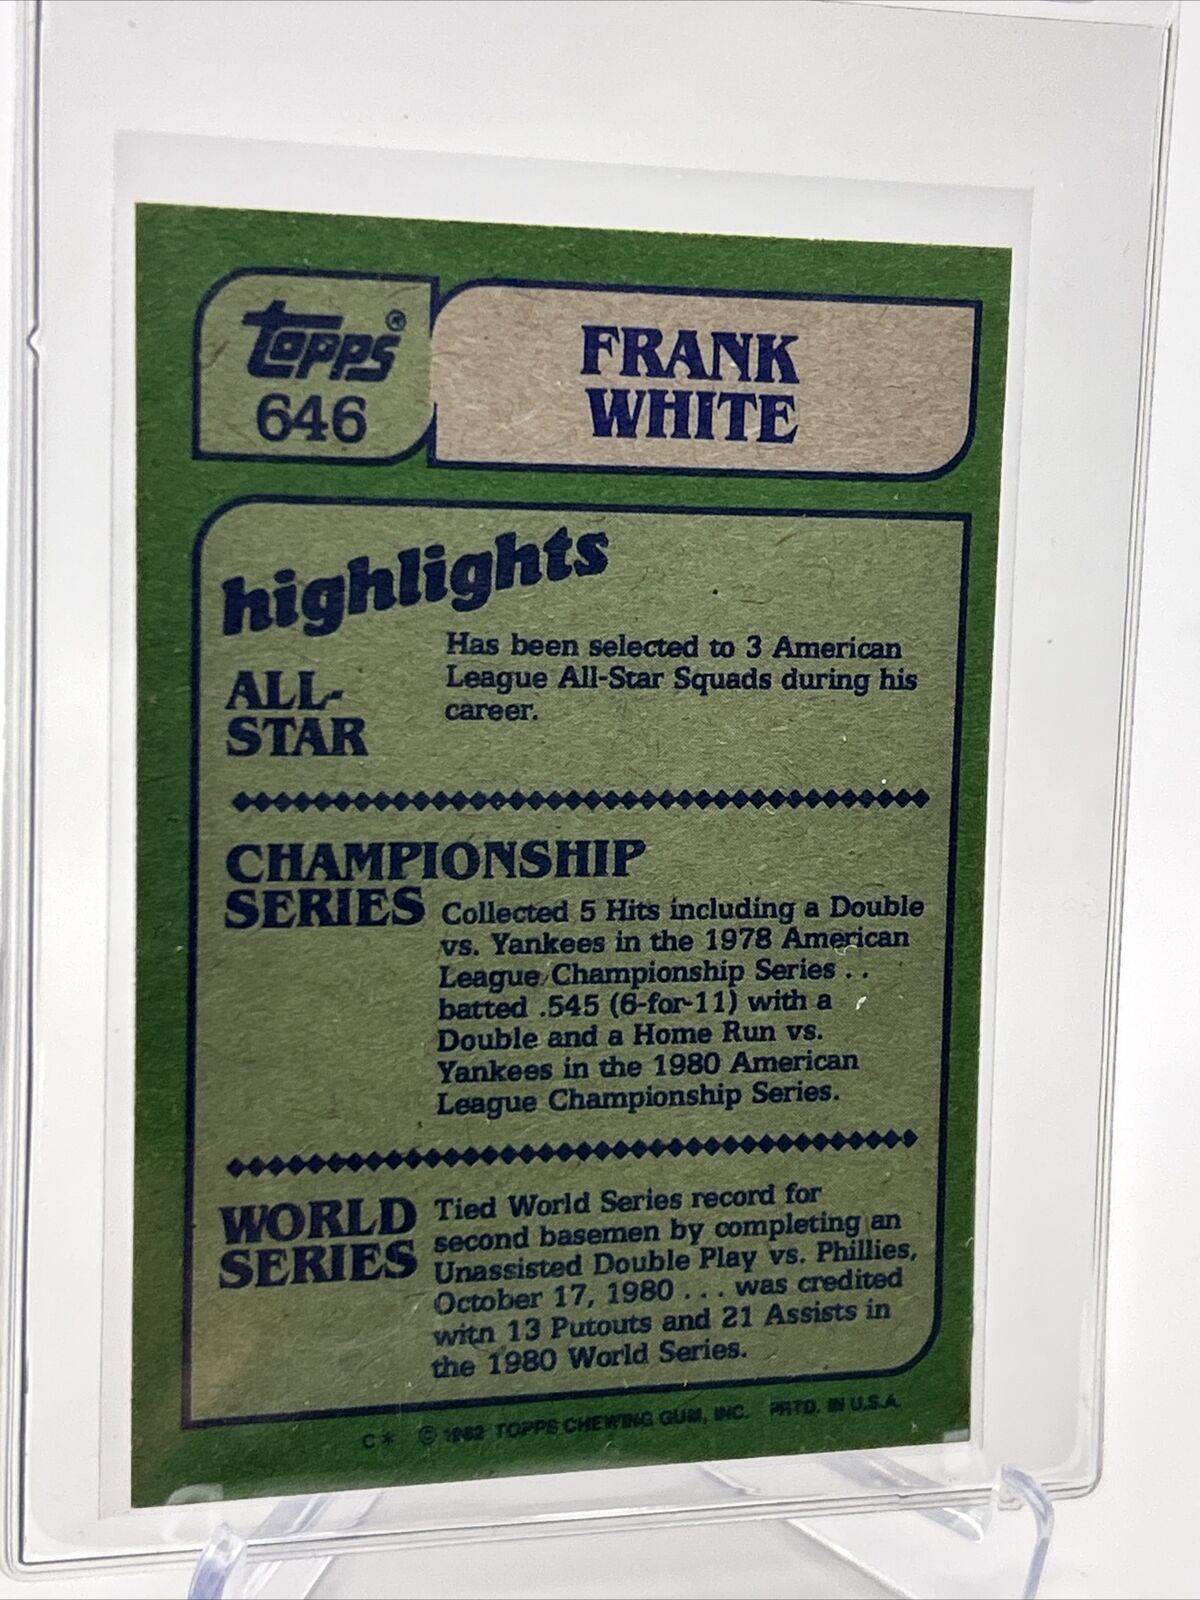 topps®
646
FRANK
WHITE
highlights
ALL-
STAR
Has been selected to 3 American
League All-Star Squads during his
career.
CHAMPIONSHIP
SERIES
Collected 5 Hits including a Double
vs. Yankees in the 1978 American
League Championship Series . .
batted .545 (6-for-11) with a
Double and a Home Run vs.
Yankees in the 1980 American
League Championship Series.
WORLD
SERIES
Tied World Series record for
second basemen by completing an
Unassisted Double Play vs. Phillies,
October 17, 1980 . . . was credited
with 13 Putouts and 21 Assists in
the 1980 World Series.
C* © 1982 TOPPS CHEWING GUM, INC. PRTD. IN U.S.A.